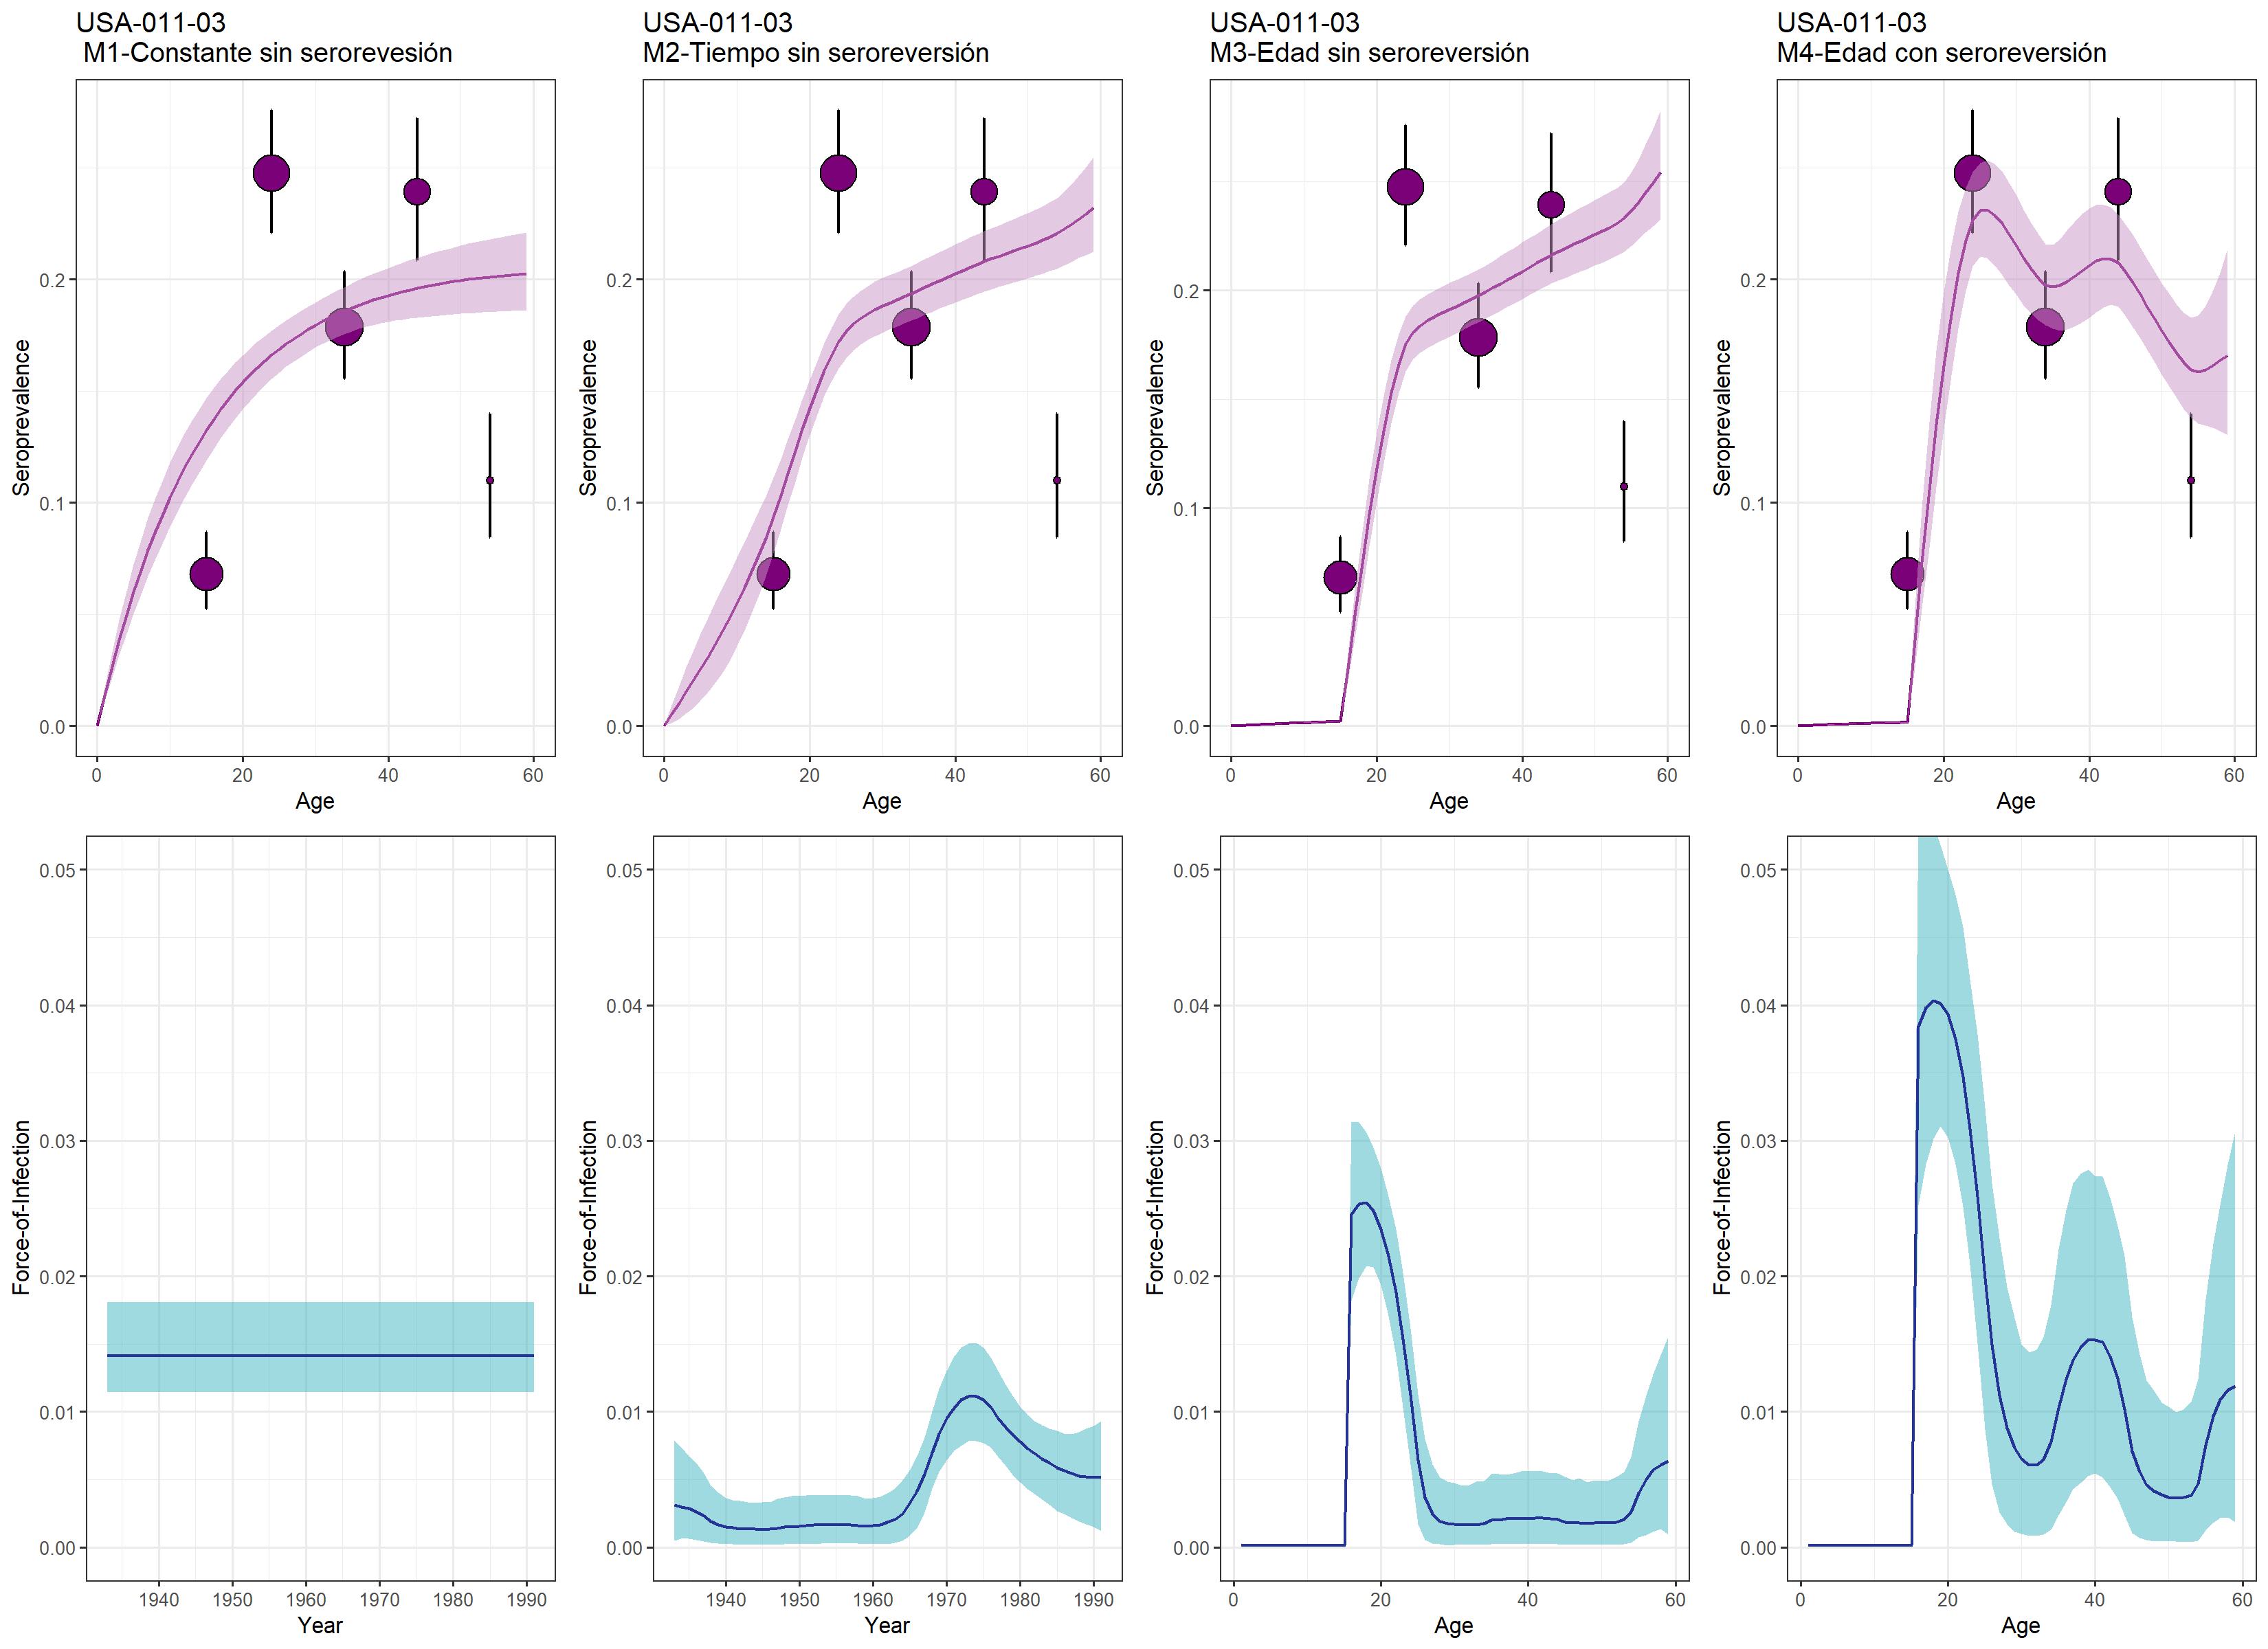 USA-011-03
M1-Constante sin serorevesión
USA-011-03
M2-Tiempo sin seroreversión
USA-011-03
M3-Edad sin seroreversión
USA-011-03
M4-Edad con seroreversión
Seroprevalence
0.2
0.1
0.0
0 20 40 60
Age
Seroprevalence
0.2
0.1
0.0
0 20 40 60
Age
Seroprevalence
0.2
0.1
0.0
0 20 40 60
Age
Seroprevalence
0.2
0.1
0.0
0 20 40 60
Age
Force-of-Infection
0.05
0.04
0.03
0.02
0.01
0.00
1940 1950 1960 1970 1980 1990
Year
Force-of-Infection
0.05
0.04
0.03
0.02
0.01
0.00
1940 1950 1960 1970 1980 1990
Year
Force-of-Infection
0.05
0.04
0.03
0.02
0.01
0.00
0 20 40 60
Age
Force-of-Infection
0.05
0.04
0.03
0.02
0.01
0.00
0 20 40 60
Age